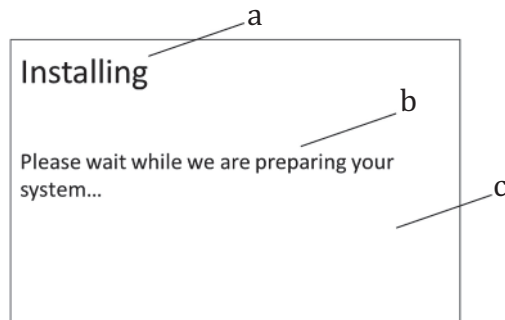 a
Installing
b
Please wait while we are preparing your
system...
c